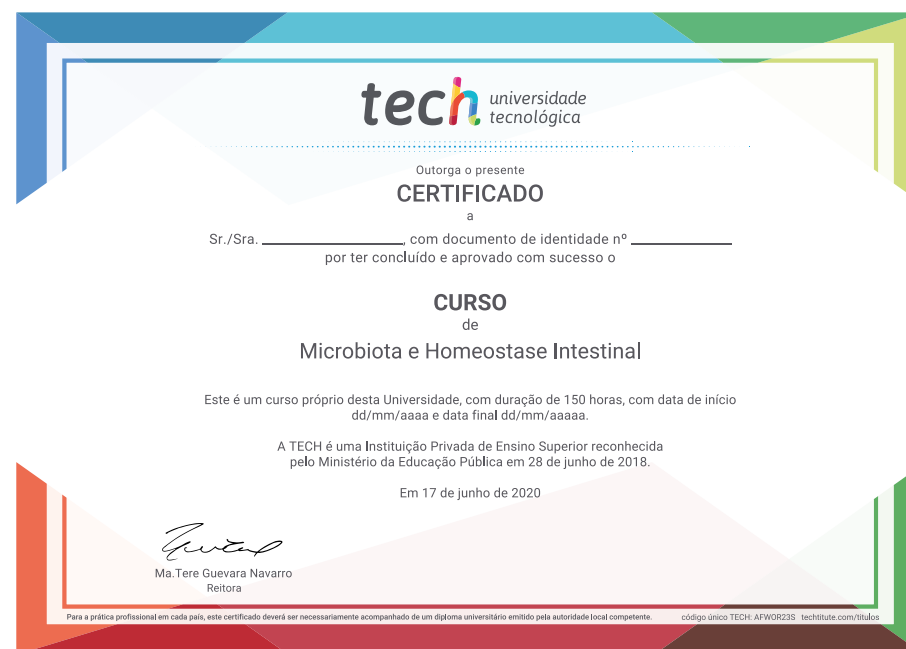 tech universidade
tecnológica
Outorga o presente
CERTIFICADO
a
Sr./Sra. ____________, com documento de identidade nº ____________
por ter concluído e aprovado com sucesso o
CURSO
de
Microbiota e Homeostase Intestinal
Este é um curso próprio desta Universidade, com duração de 150 horas, com data de início
dd/mm/aaaa e data final dd/mm/aaaaa.
A TECH é uma Instituição Privada de Ensino Superior reconhecida
pelo Ministério da Educação Pública em 28 de junho de 2018.
Em 17 de junho de 2020
Ma.Tere Guevara Navarro
Reitora
Para a prática profissional em cada país, este certificado deverá ser necessariamente acompanhado de um diploma universitário emitido pela autoridade local competente. código único TECH: AFWOR23S techtitute.com/titulos